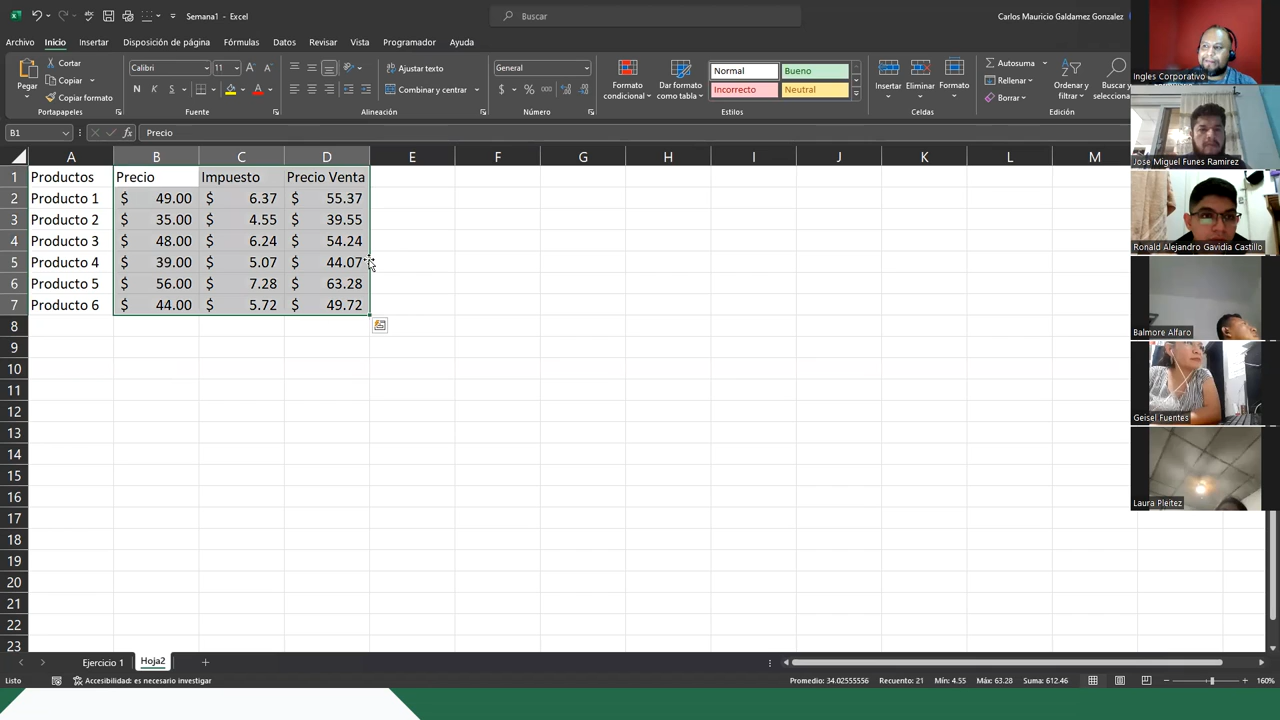 Semana1 - Excel
Buscar
Carlos Mauricio Galdamez Gonzalez
Archivo Inicio Insertar Disposición de página Fórmulas Datos Revisar Vista Programador Ayuda
Pegar
Cortar
Copiar
Copiar formato
Portapapeles
Calibri 11
N K S
Fuente
Ajustar texto
Combinar y centrar
Alineación
General
$ % 000
Número
Formato condicional
Dar formato como tabla
Normal Bueno
Incorrecto Neutral
Estilos
Insertar Eliminar Formato
Celdas
Autosuma
Rellenar
Borrar
Ordenar y filtrar
Buscar y selecciona
Edición
B1 fx Precio
A B C D E F G H I J K L M
1 Productos Precio Impuesto Precio Venta
2 Producto 1 $ 49.00 $ 6.37 $ 55.37
3 Producto 2 $ 35.00 $ 4.55 $ 39.55
4 Producto 3 $ 48.00 $ 6.24 $ 54.24
5 Producto 4 $ 39.00 $ 5.07 $ 44.07
6 Producto 5 $ 56.00 $ 7.28 $ 63.28
7 Producto 6 $ 44.00 $ 5.72 $ 49.72
8
9
10
11
12
13
14
15
16
17
18
19
20
21
22
23
Ingles Corporativo
Jose Miguel Funes Ramirez
Ronald Alejandro Gavidia Castillo
Balmore Alfaro
Geisel Fuentes
Laura Pleitez
Ejercicio 1 Hoja2
Listo Accesibilidad: es necesario investigar Promedio: 34.02555556 Recuento: 21 Mín: 4.55 Máx: 63.28 Suma: 612.46 160%